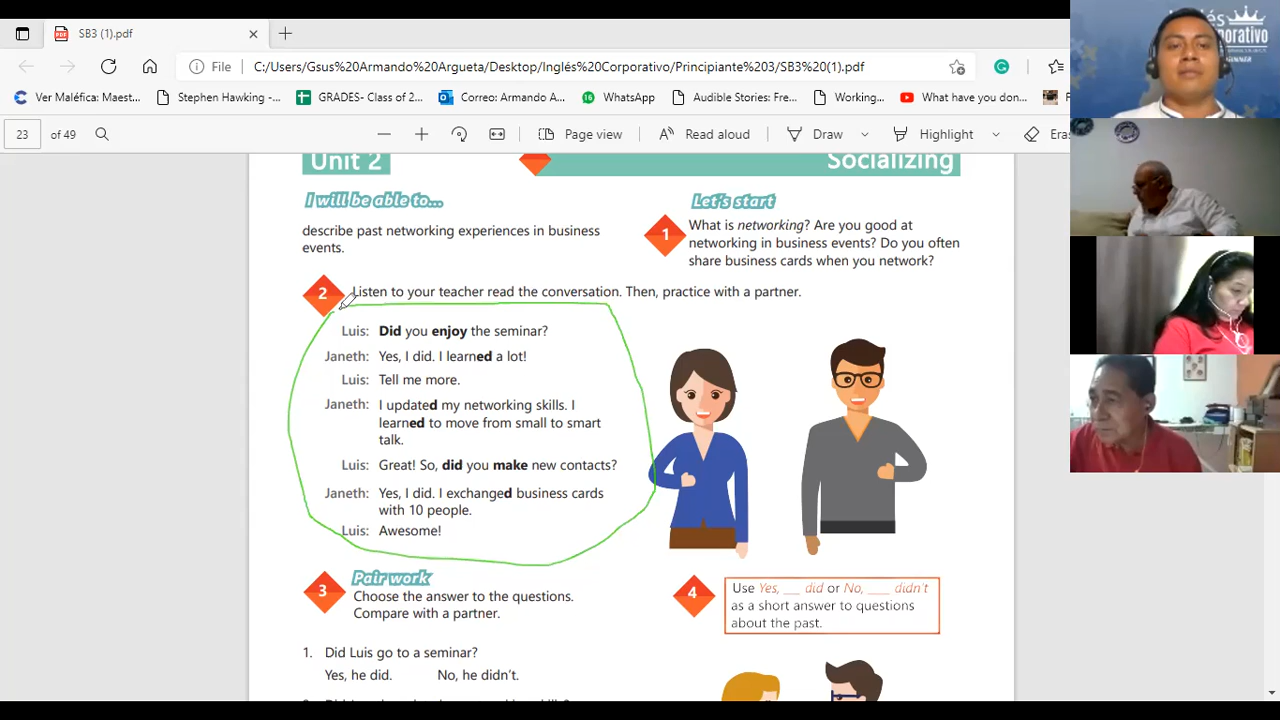 SB3 (1).pdf
File
C:/Users/Gsus%20Armando%20Argueta/Desktop/Inglés%20Corporativo/Principiante%203/SB3%20(1).pdf
Ver Maléfica: Maest...
Stephen Hawking -...
GRADES- Class of 2...
Correo: Armando A...
16
WhatsApp
Audible Stories: Fre...
Working...
What have you don...
23 of 49
Page view
Read aloud
Draw
Highlight
Eras
Unit 2
Socializing
I will be able to...
describe past networking experiences in business
events.
Let's start
1
What is networking? Are you good at
networking in business events? Do you often
share business cards when you network?
2
Listen to your teacher read the conversation. Then, practice with a partner.
Luis: Did you enjoy the seminar?
Janeth: Yes, I did. I learned a lot!
Luis: Tell me more.
Janeth: I updated my networking skills. I
learned to move from small to smart
talk.
Luis: Great! So, did you make new contacts?
Janeth: Yes, I did. I exchanged business cards
with 10 people.
Luis: Awesome!
3
Pair work
Choose the answer to the questions.
Compare with a partner.
1. Did Luis go to a seminar?
Yes, he did. No, he didn't.
4
Use Yes, __ did or No, ___ didn't
as a short answer to questions
about the past.